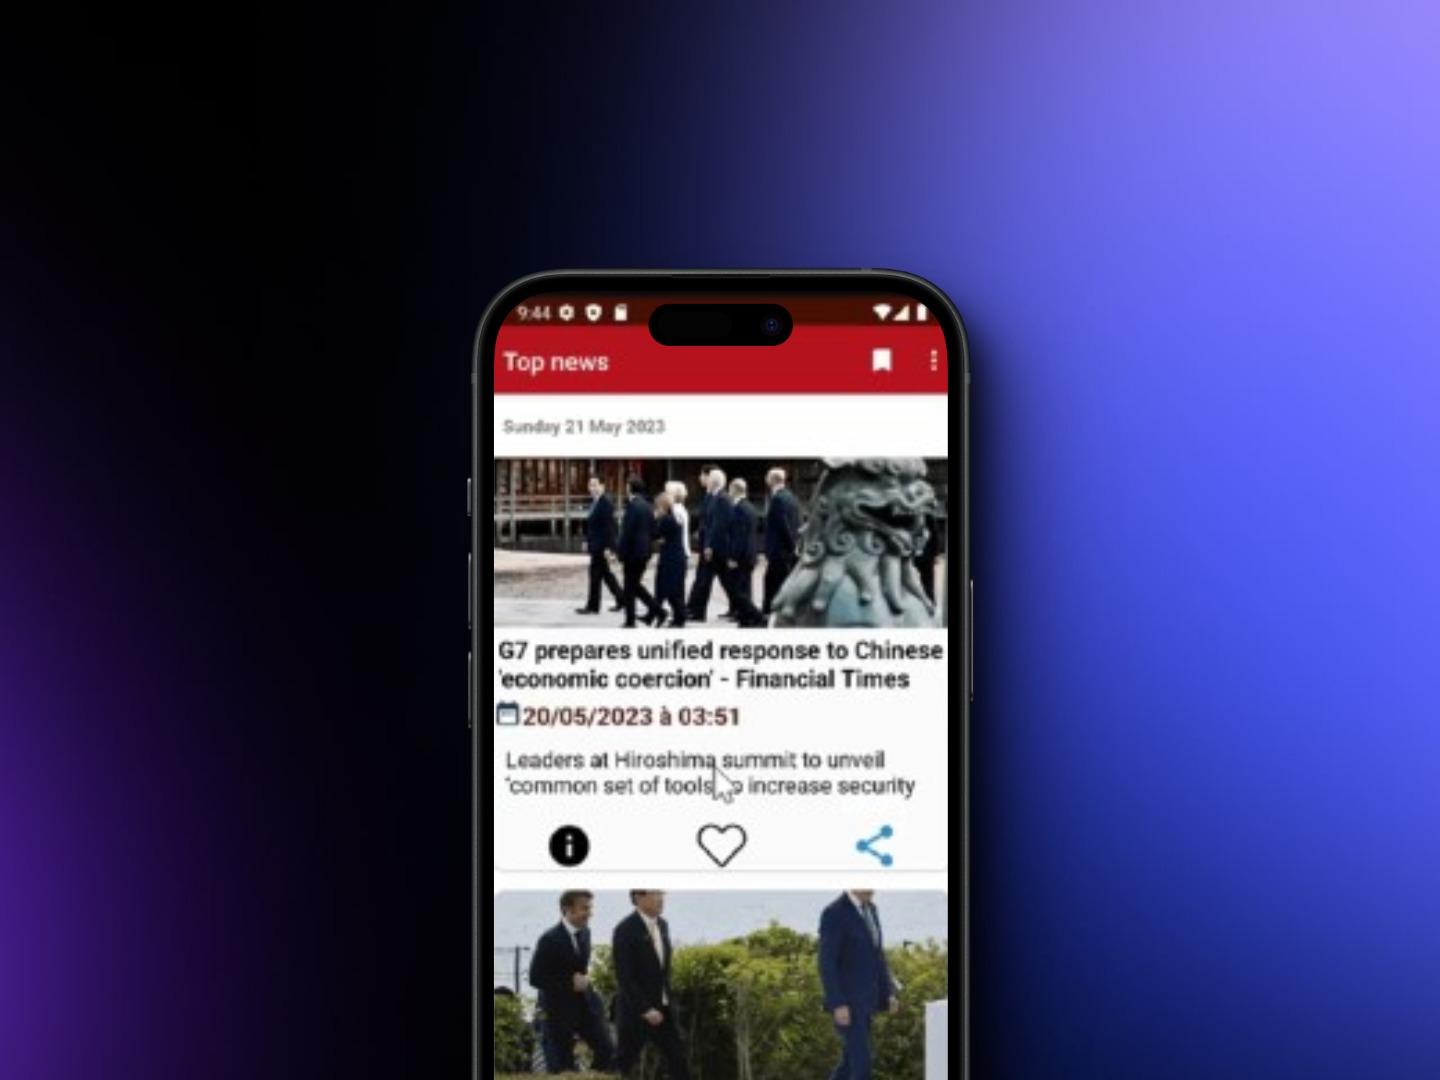 9:44
Top news
Sunday 21 May 2023
G7 prepares unified response to Chinese
'economic coercion' - Financial Times
20/05/2023 à 03:51
Leaders at Hiroshima summit to unveil
'common set of tools' increase security